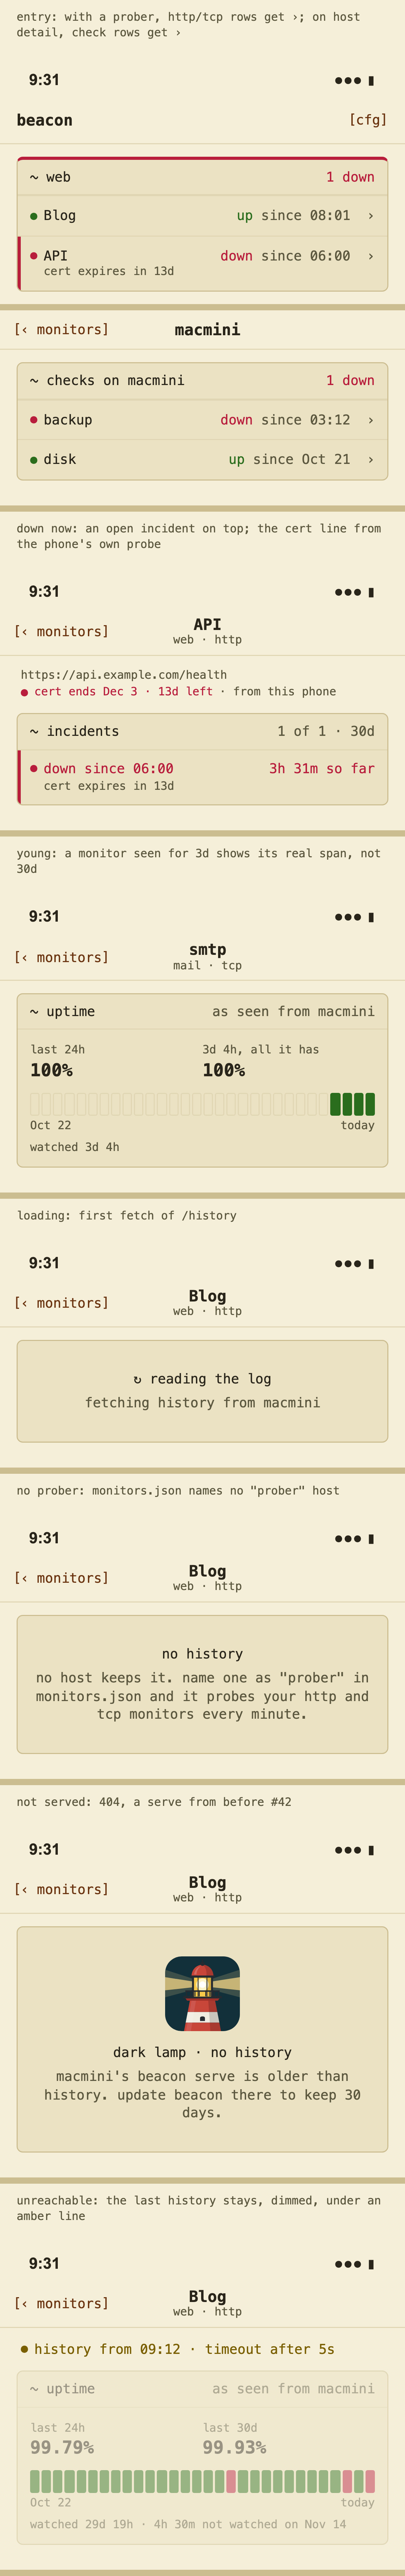 entry: with a prober, http/tcp rows get ›; on host
detail, check rows get ›
9:31
beacon [cfg]
~ web 1 down
Blog up since 08:01 ›
API down since 06:00 ›
cert expires in 13d
[‹ monitors] macmini
~ checks on macmini 1 down
backup down since 03:12 ›
disk up since Oct 21 ›
down now: an open incident on top; the cert line from
the phone's own probe
9:31
[‹ monitors] API
web · http
https://api.example.com/health
cert ends Dec 3 · 13d left · from this phone
~ incidents 1 of 1 · 30d
down since 06:00 3h 31m so far
cert expires in 13d
young: a monitor seen for 3d shows its real span, not
30d
9:31
[‹ monitors] smtp
mail · tcp
~ uptime as seen from macmini
last 24h 3d 4h, all it has
100% 100%
Oct 22 today
watched 3d 4h
loading: first fetch of /history
9:31
[‹ monitors] Blog
web · http
↻ reading the log
fetching history from macmini
no prober: monitors.json names no "prober" host
9:31
[‹ monitors] Blog
web · http
no history
no host keeps it. name one as "prober" in
monitors.json and it probes your http and
tcp monitors every minute.
not served: 404, a serve from before #42
9:31
[‹ monitors] Blog
web · http
dark lamp · no history
macmini's beacon serve is older than
history. update beacon there to keep 30
days.
unreachable: the last history stays, dimmed, under an
amber line
9:31
[‹ monitors] Blog
web · http
history from 09:12 · timeout after 5s
~ uptime as seen from macmini
last 24h last 30d
99.79% 99.93%
Oct 22 today
watched 29d 19h · 4h 30m not watched on Nov 14